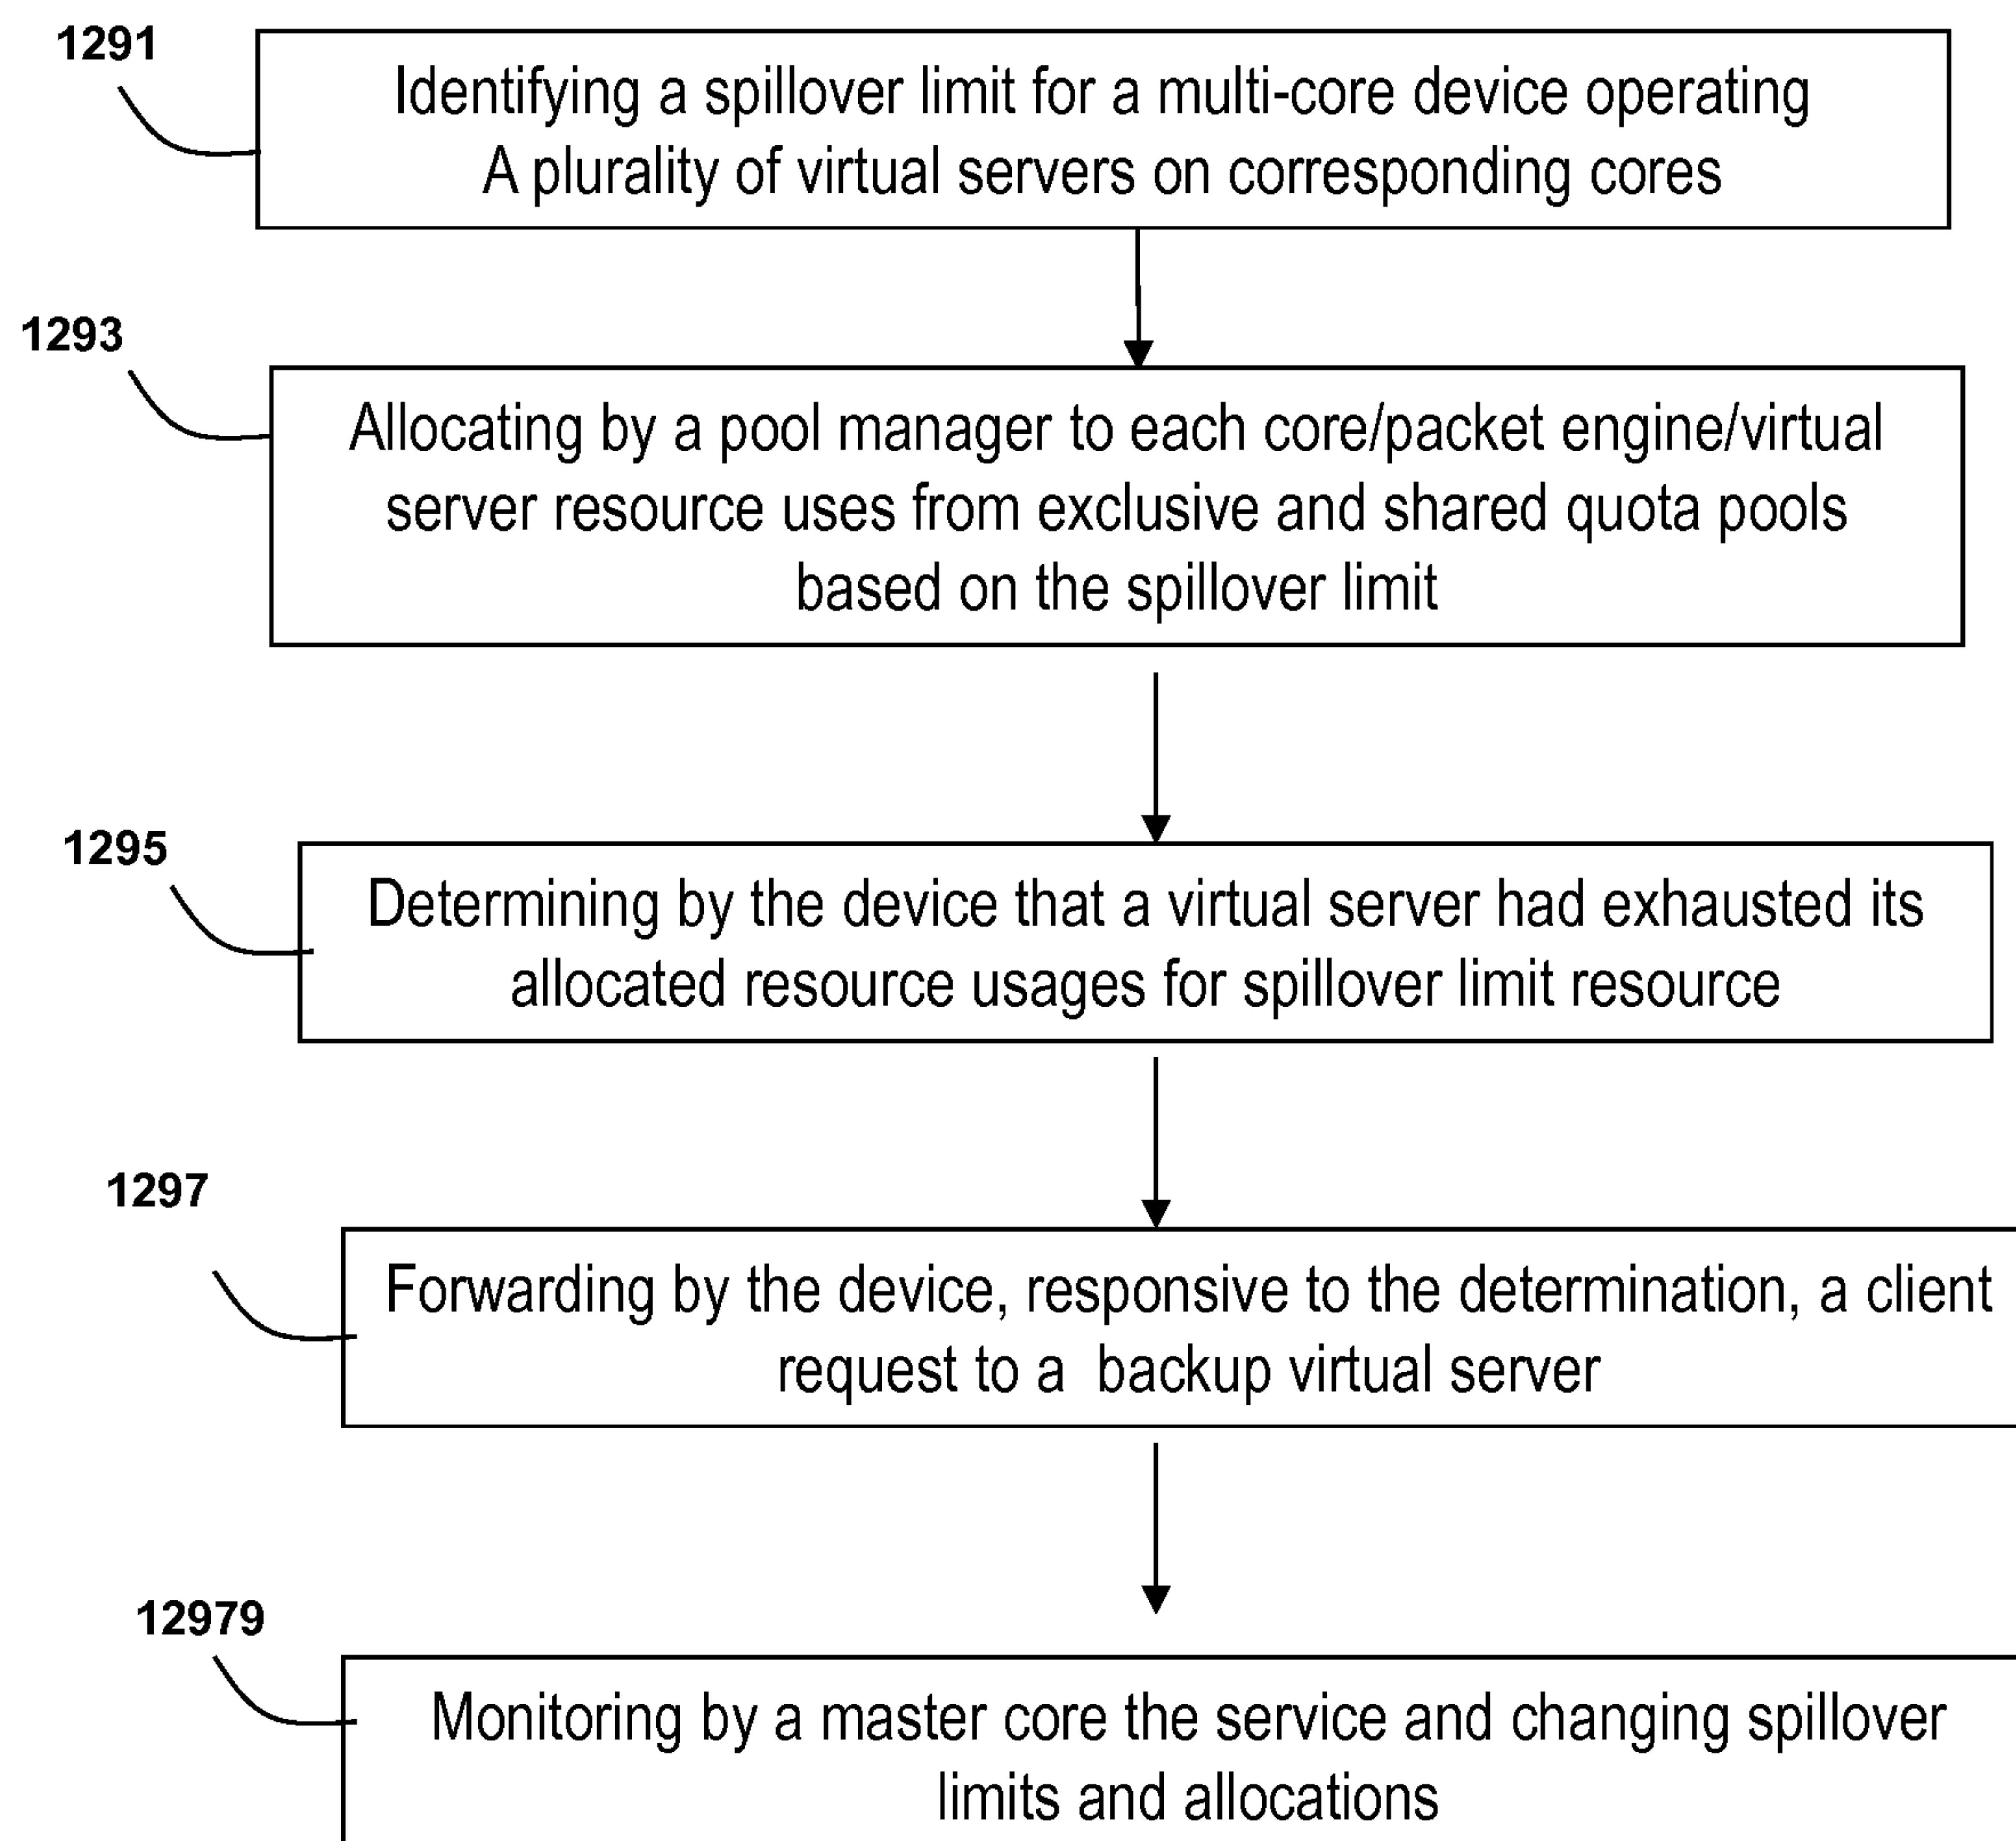 1291
Identifying a spillover limit for a multi-core device operating
A plurality of virtual servers on corresponding cores
1293
Allocating by a pool manager to each core/packet engine/virtual
server resource uses from exclusive and shared quota pools
based on the spillover limit
1295
Determining by the device that a virtual server had exhausted its
allocated resource usages for spillover limit resource
1297
Forwarding by the device, responsive to the determination, a client
request to a backup virtual server
12979
Monitoring by a master core the service and changing spillover
limits and allocations